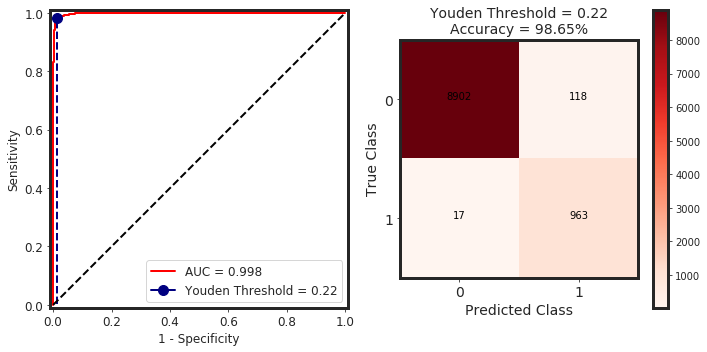 1.0
0.8
0.6
0.4
0.2
0.0
Sensitivity
0.0 0.2 0.4 0.6 0.8 1.0
1 - Specificity
AUC = 0.998
Youden Threshold = 0.22
Youden Threshold = 0.22
Accuracy = 98.65%
True Class
0
1
8902 118
17 963
0 1
Predicted Class
8000
7000
6000
5000
4000
3000
2000
1000